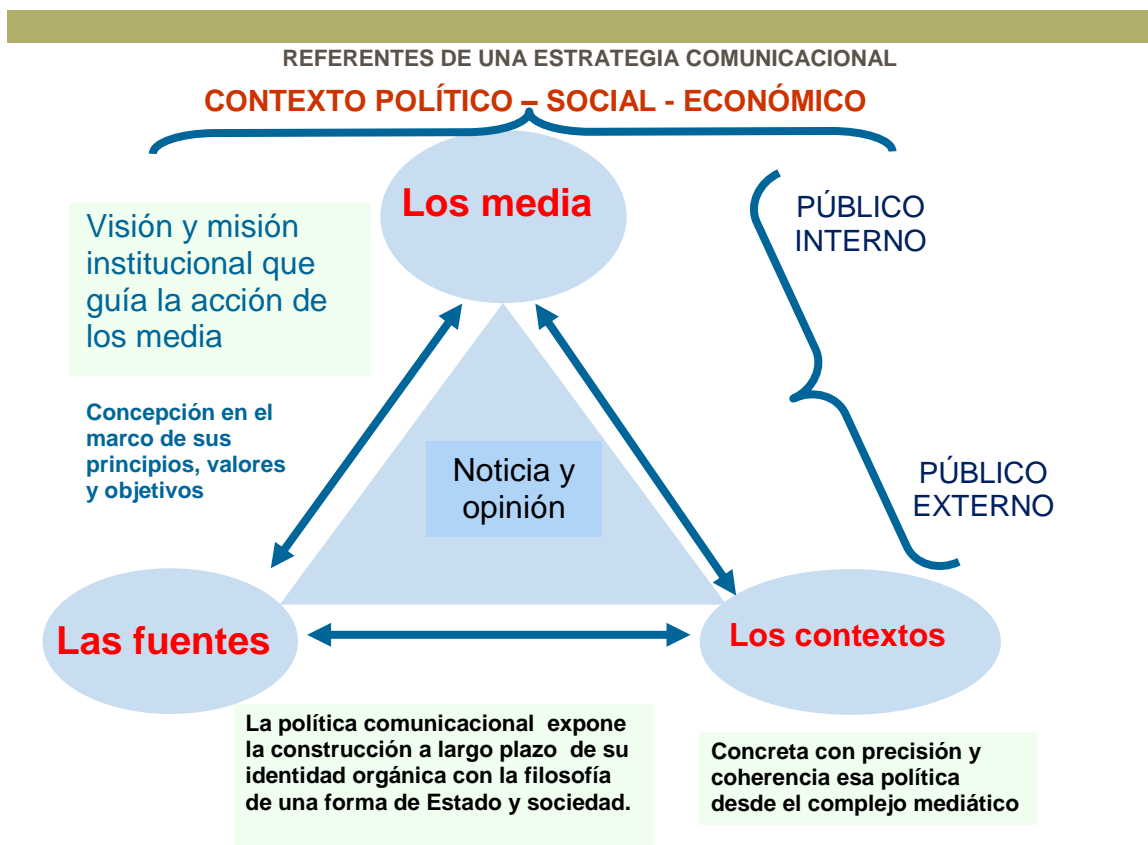 REFERENTES DE UNA ESTRATEGIA COMUNICACIONAL
CONTEXTO POLÍTICO – SOCIAL - ECONÓMICO
Los media
Visión y misión
institucional que
guía la acción de
los media
PÚBLICO
INTERNO
Concepción en el
marco de sus
principios, valores
y objetivos
Noticia y
opinión
PÚBLICO
EXTERNO
Las fuentes
Los contextos
La política comunicacional expone
la construcción a largo plazo de su
identidad orgánica con la filosofía
de una forma de Estado y sociedad.
Concreta con precisión y
coherencia esa política
desde el complejo mediático